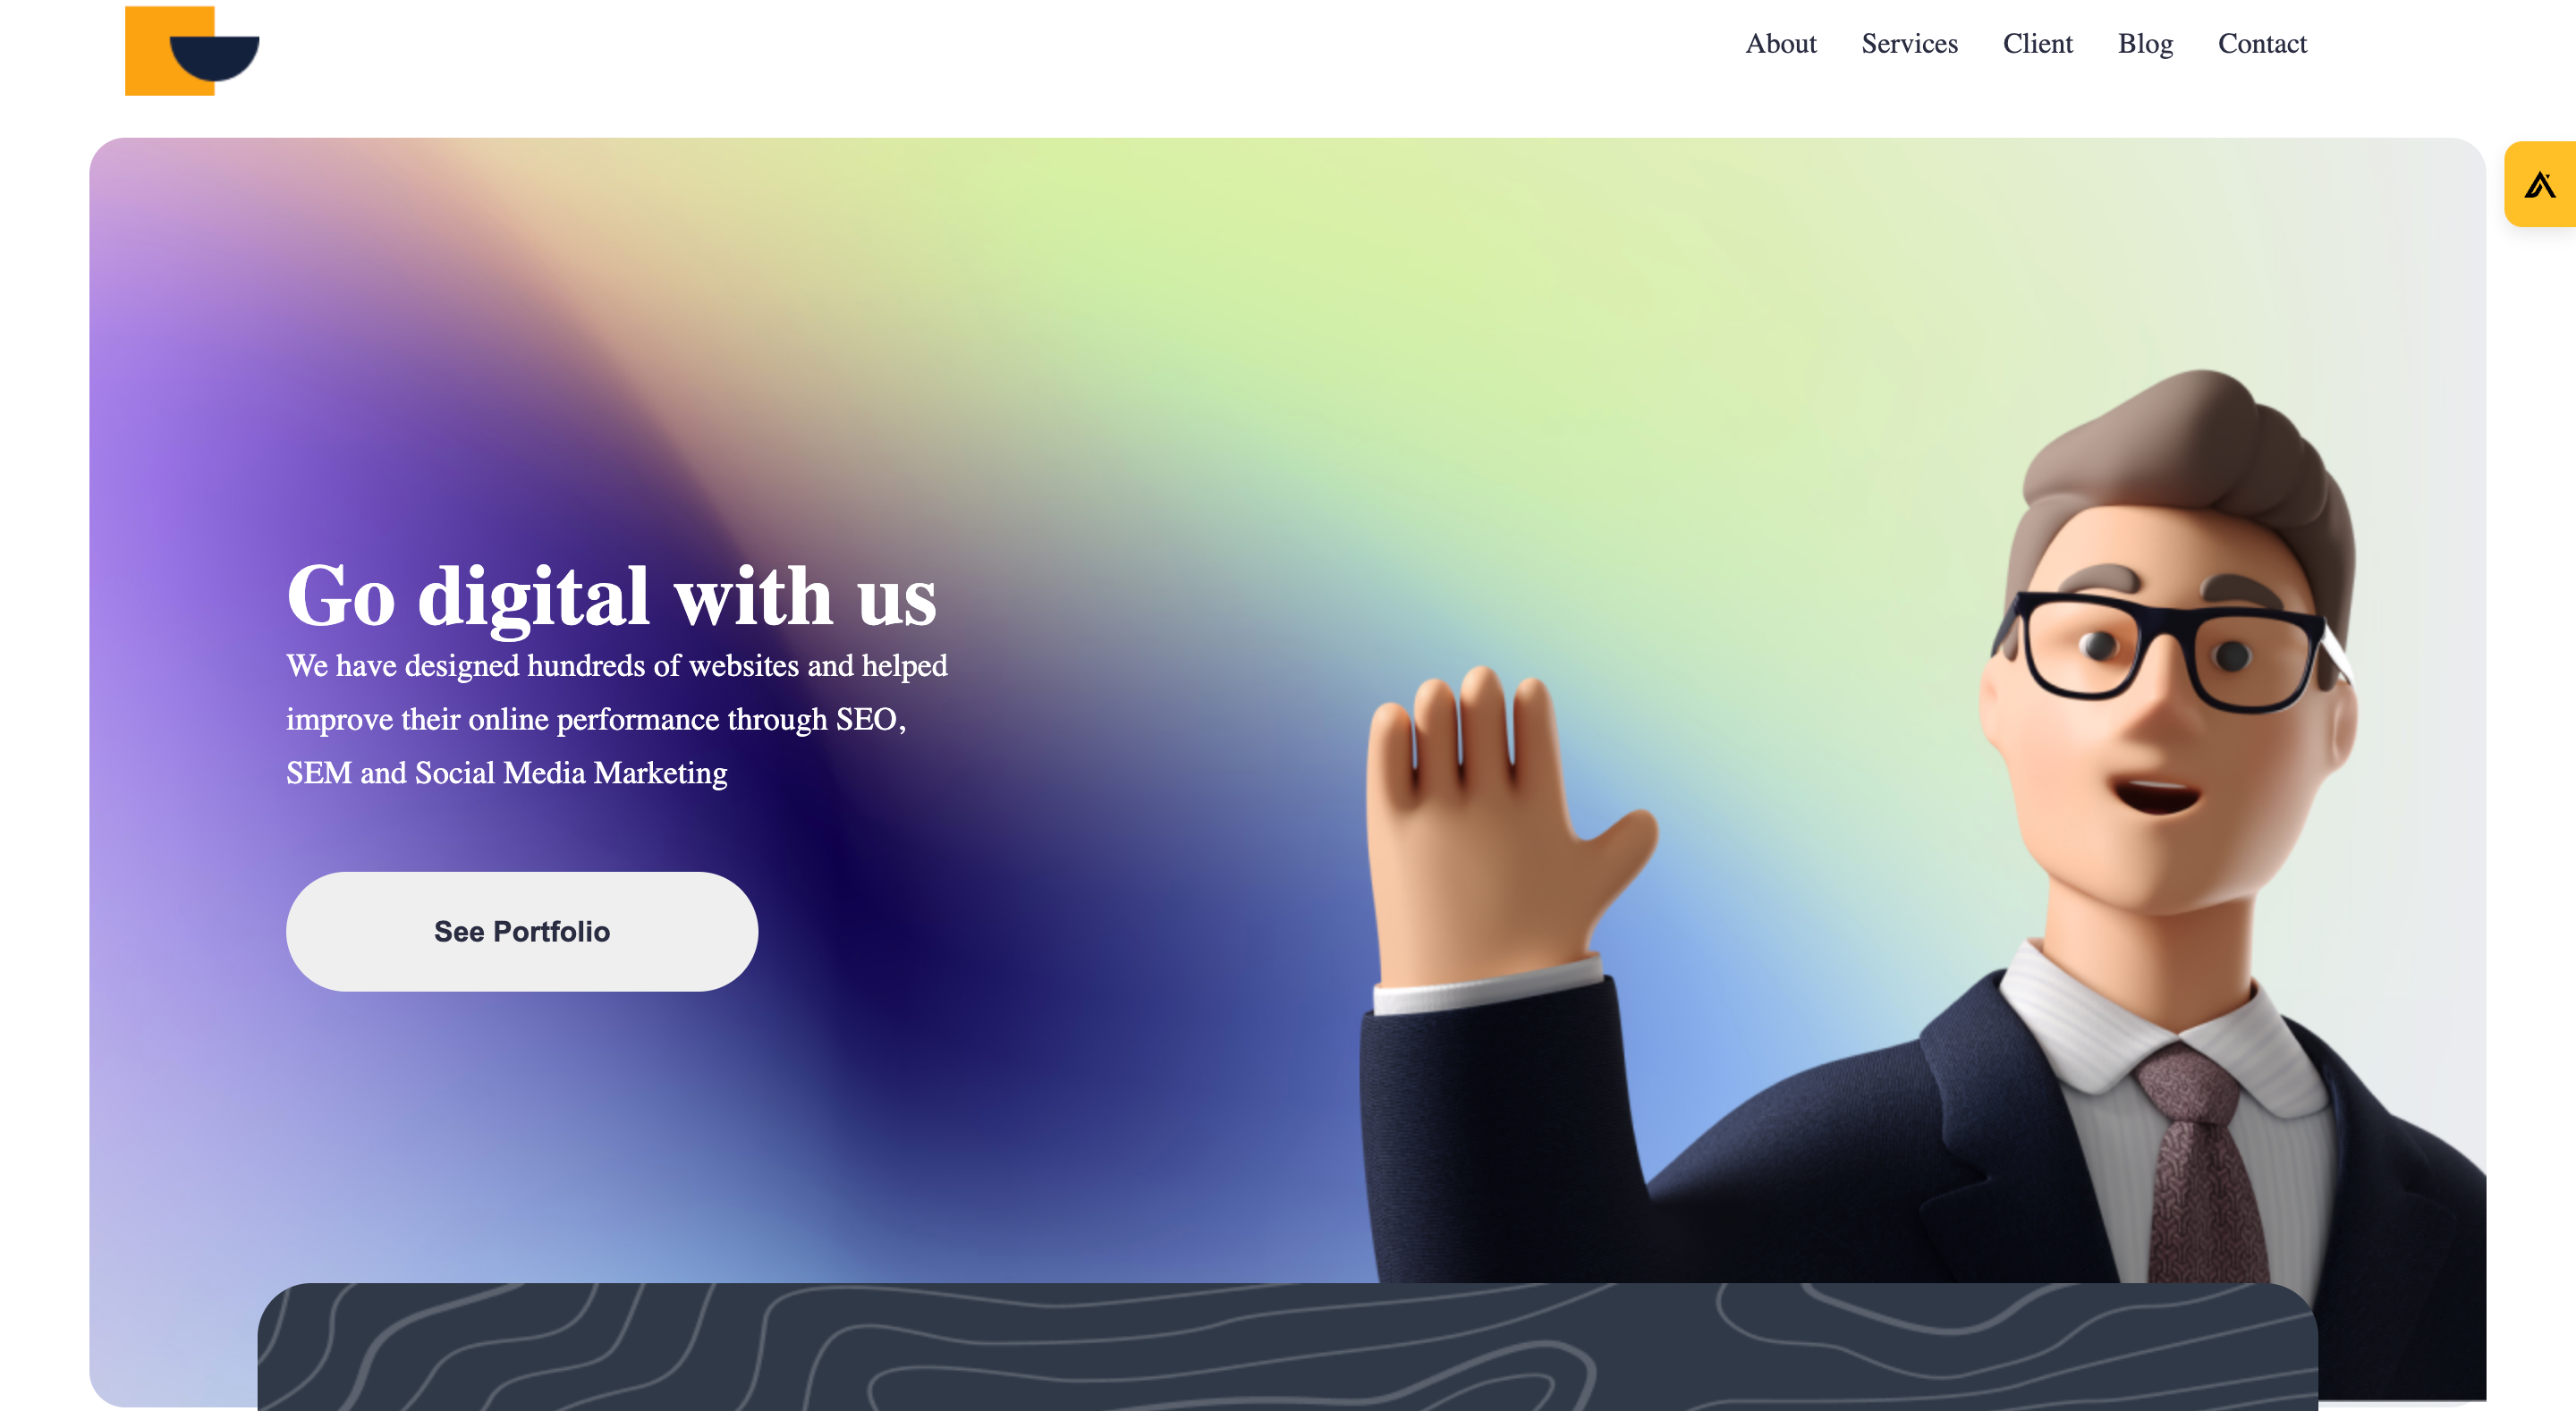 About Services Client Blog Contact
Go digital with us
We have designed hundreds of websites and helped
improve their online performance through SEO,
SEM and Social Media Marketing
See Portfolio